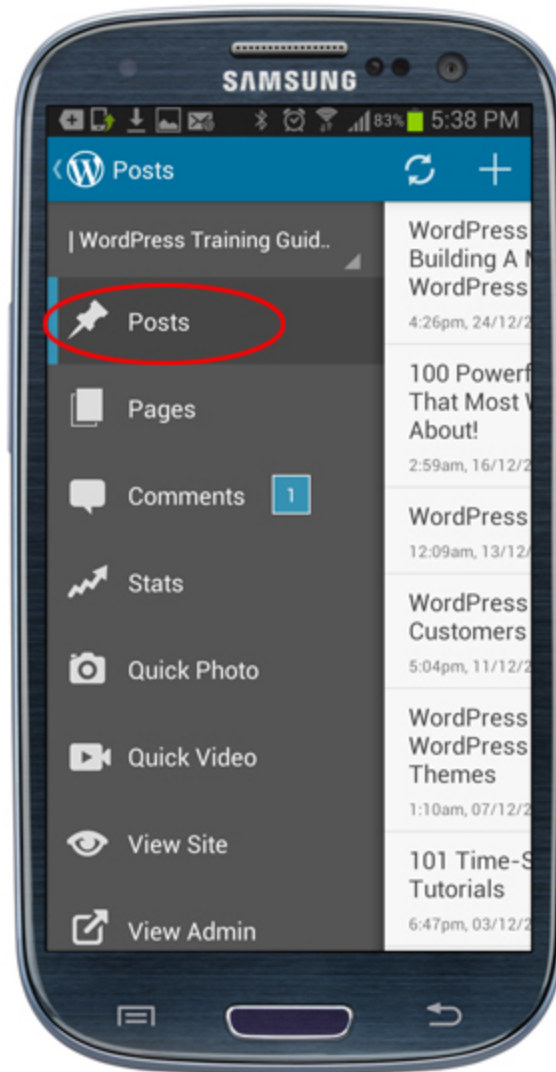 SAMSUNG
83% 5:38 PM
Posts
| WordPress Training Guid..
Posts
Pages
Comments 1
Stats
Quick Photo
Quick Video
View Site
View Admin
WordPress
Building A
WordPress
4:26pm, 24/12/2
100 Powerf
That Most
About!
2:59am, 16/12/2
WordPress
12:09am, 13/12/
WordPress
Customers
5:04pm, 11/12/2
WordPress
WordPress
Themes
1:10am, 07/12/2
101 Time-S
Tutorials
6:47pm, 03/12/2